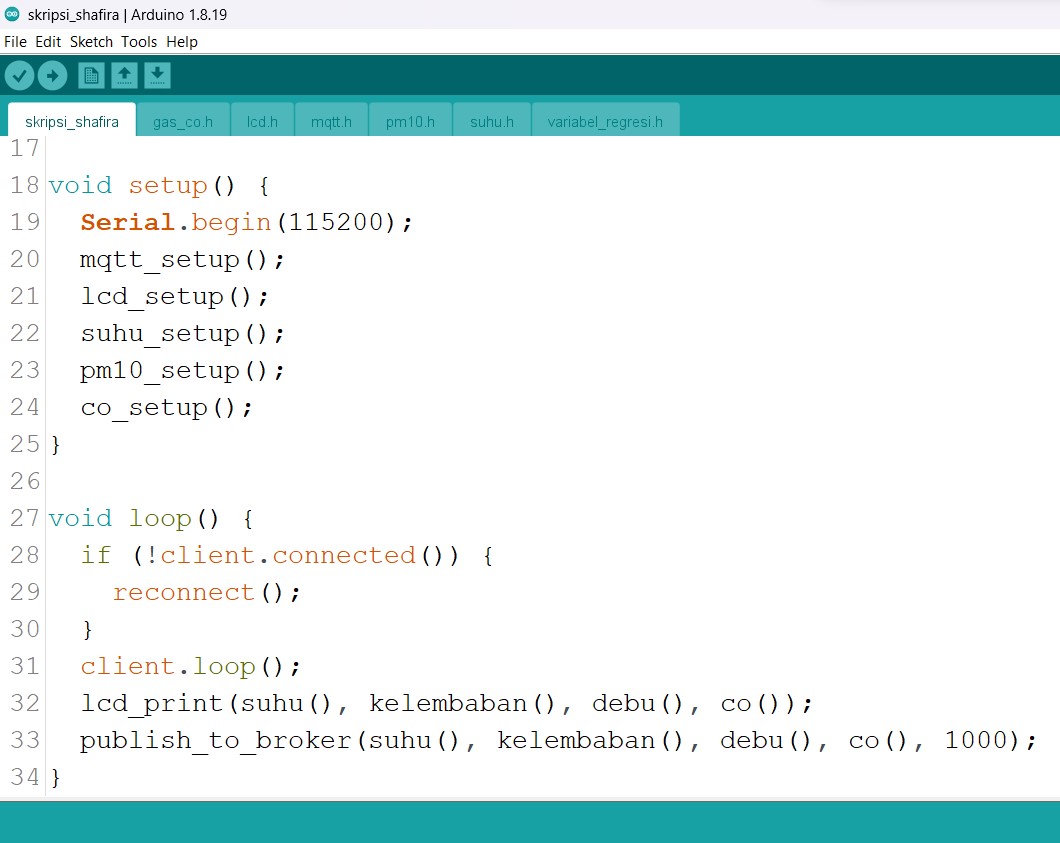 skripsi_shafira | Arduino 1.8.19
File Edit Sketch Tools Help
skripsi_shafira gas_co.h lcd.h mqtt.h pm10.h suhu.h variabel_regresi.h
17
18 void setup() {
19   Serial.begin(115200);
20   mqtt_setup();
21   lcd_setup();
22   suhu_setup();
23   pm10_setup();
24   co_setup();
25 }
26
27 void loop() {
28   if (!client.connected()) {
29     reconnect();
30   }
31   client.loop();
32   lcd_print(suhu(), kelembaban(), debu(), co());
33   publish_to_broker(suhu(), kelembaban(), debu(), co(), 1000);
34 }